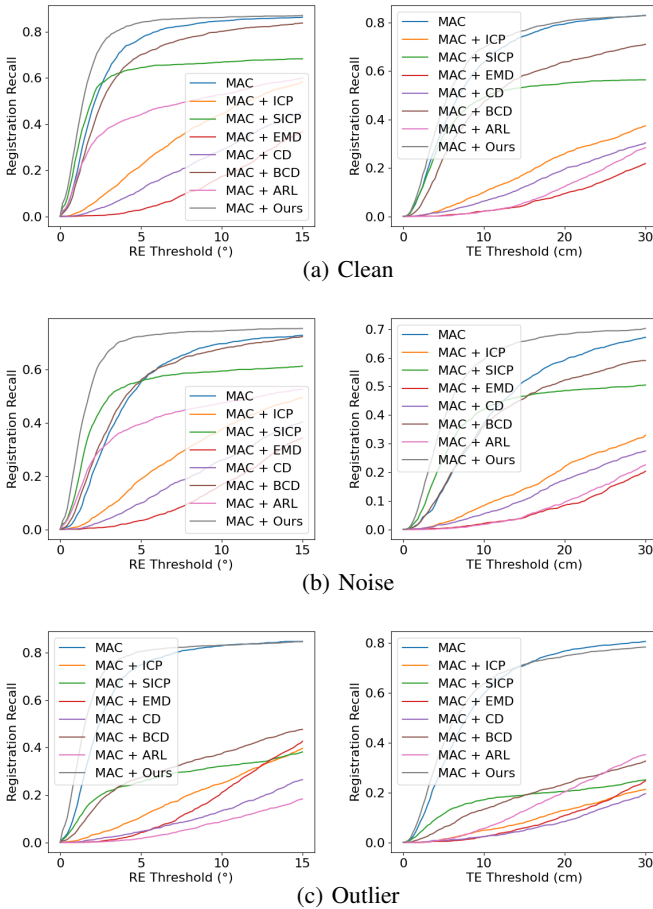 0.8
0.6
0.4
0.2
0.0
Registration Recall
MAC
MAC + ICP
MAC + SICP
MAC + EMD
MAC + CD
MAC + BCD
MAC + ARL
MAC + Ours
0 5 10 15
RE Threshold (°)
0.8
0.6
0.4
0.2
0.0
Registration Recall
MAC
MAC + ICP
MAC + SICP
MAC + EMD
MAC + CD
MAC + BCD
MAC + ARL
MAC + Ours
0 10 20 30
TE Threshold (cm)
(a) Clean
0.6
0.4
0.2
0.0
Registration Recall
MAC
MAC + ICP
MAC + SICP
MAC + EMD
MAC + CD
MAC + BCD
MAC + ARL
MAC + Ours
0 5 10 15
RE Threshold (°)
0.7
0.6
0.5
0.4
0.3
0.2
0.1
0.0
Registration Recall
MAC
MAC + ICP
MAC + SICP
MAC + EMD
MAC + CD
MAC + BCD
MAC + ARL
MAC + Ours
0 10 20 30
TE Threshold (cm)
(b) Noise
0.8
0.6
0.4
0.2
0.0
Registration Recall
MAC
MAC + ICP
MAC + SICP
MAC + EMD
MAC + CD
MAC + BCD
MAC + ARL
MAC + Ours
0 5 10 15
RE Threshold (°)
0.8
0.6
0.4
0.2
0.0
Registration Recall
MAC
MAC + ICP
MAC + SICP
MAC + EMD
MAC + CD
MAC + BCD
MAC + ARL
MAC + Ours
0 10 20 30
TE Threshold (cm)
(c) Outlier